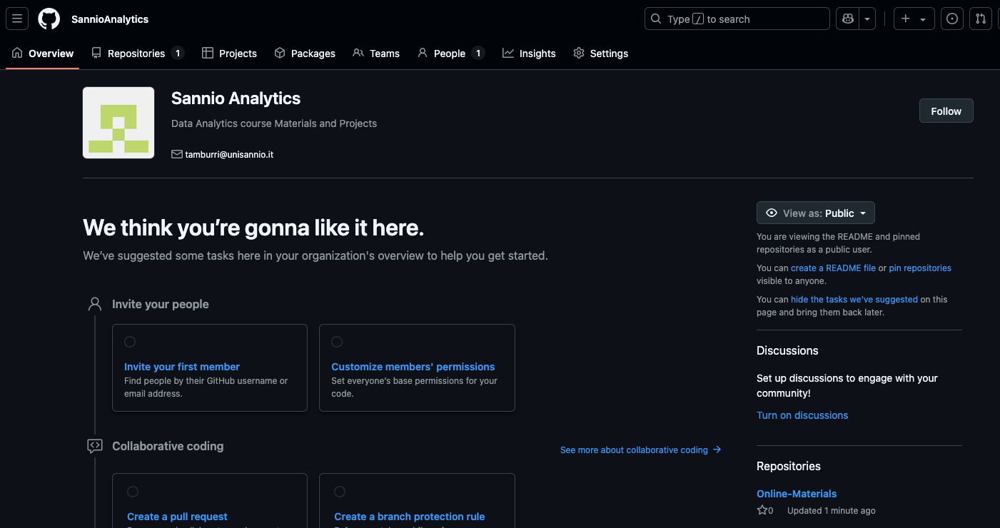 SannioAnalytics
Type / to search
Overview
Repositories 1
Projects
Packages
Teams
People 1
Insights
Settings
Sannio Analytics
Data Analytics course Materials and Projects
tamburri@unisannio.it
Follow
We think you’re gonna like it here.
We’ve suggested some tasks here in your organization's overview to help you get started.
Invite your people
Invite your first member
Find people by their GitHub username or
email address.
Customize members' permissions
Set everyone’s base permissions for your
code.
Collaborative coding
See more about collaborative coding
Create a pull request
Create a branch protection rule
View as: Public
You are viewing the README and pinned
repositories as a public user.
You can create a README file or pin repositories
visible to anyone.
You can hide the tasks we've suggested on this
page and bring them back later.
Discussions
Set up discussions to engage with your
community!
Turn on discussions
Repositories
Online-Materials
0 Updated 1 minute ago